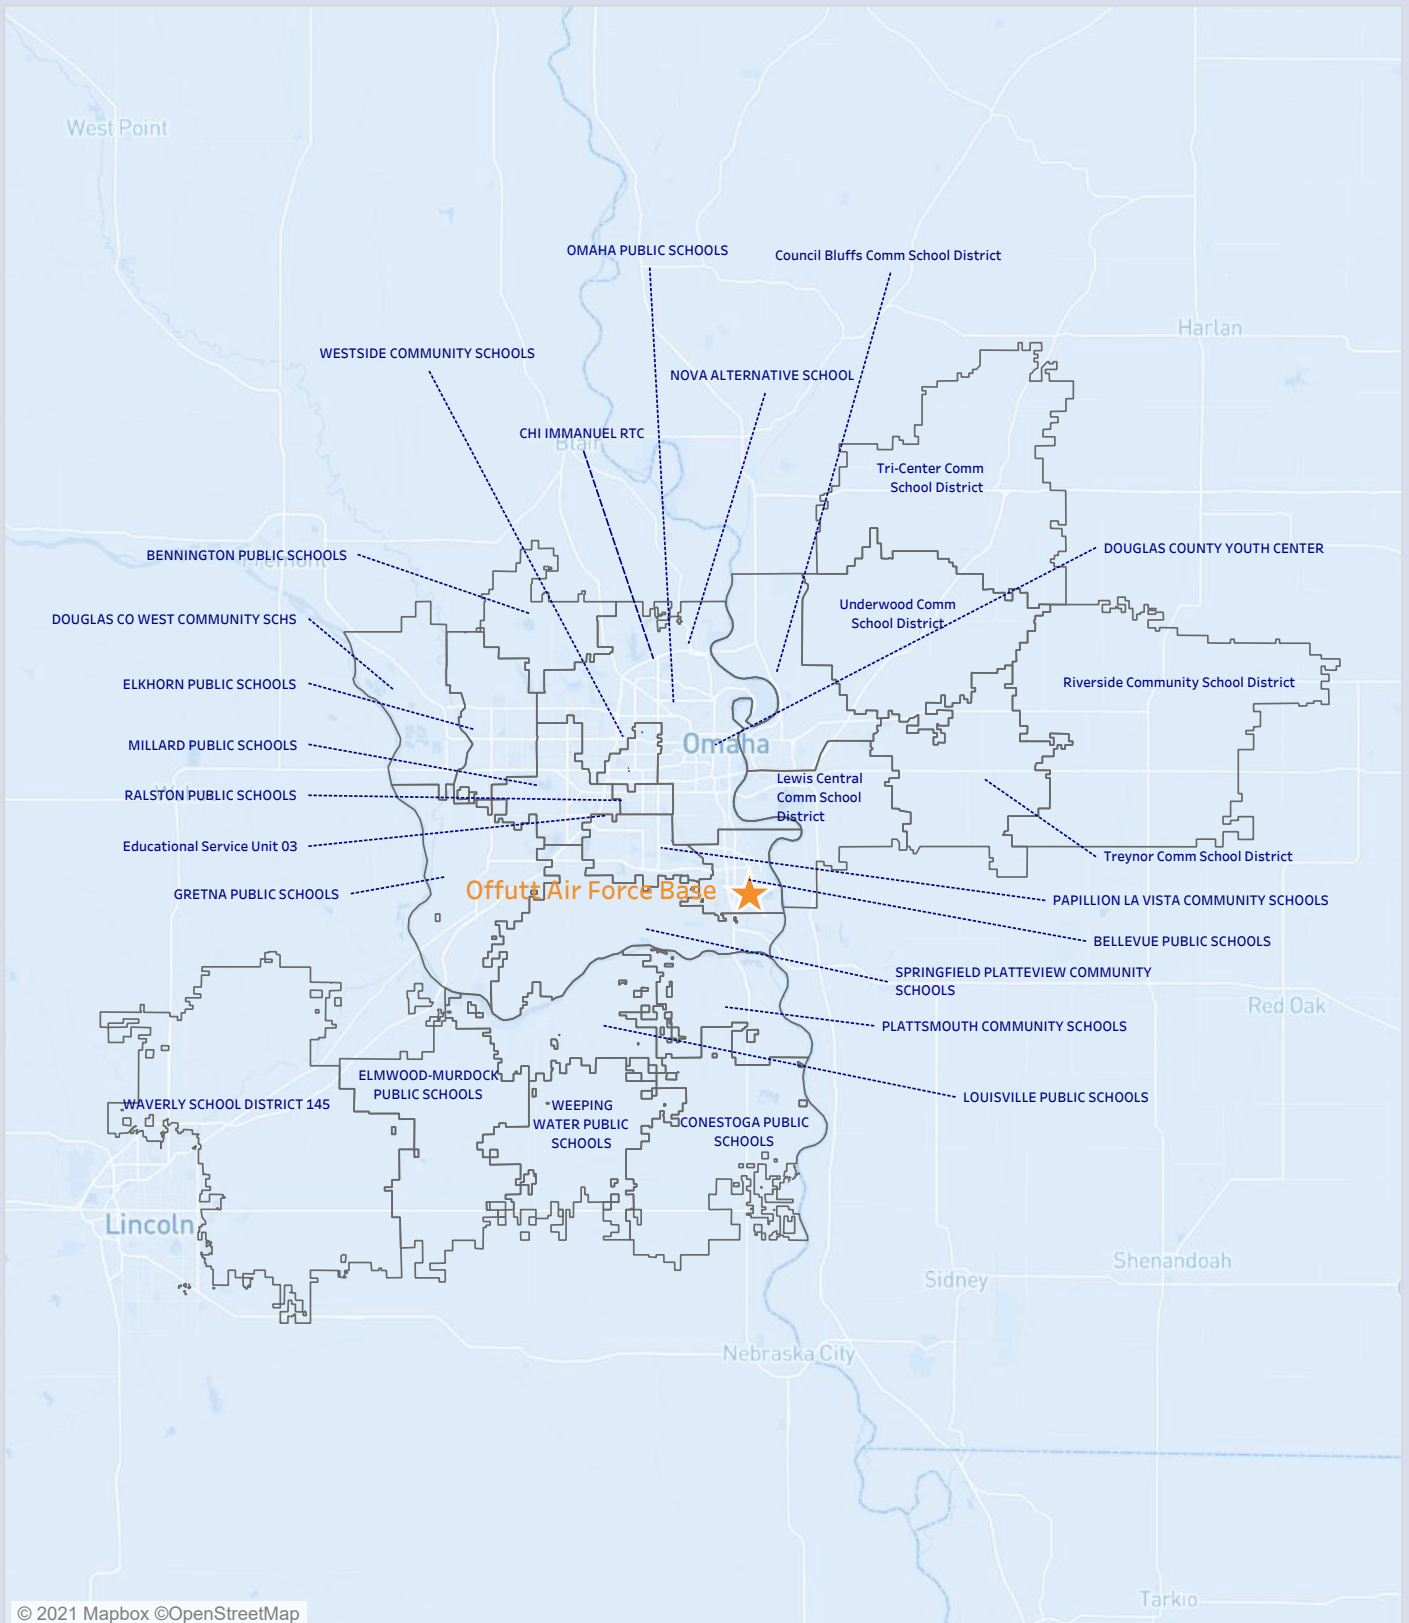 West Point
OMAHA PUBLIC SCHOOLS
Council Bluffs Comm School District
Harlan
WESTSIDE COMMUNITY SCHOOLS
NOVA ALTERNATIVE SCHOOL
CHI IMMANUEL RTC
Blair
Tri-Center Comm
School District
BENNINGTON PUBLIC SCHOOLS
Fremont
DOUGLAS COUNTY YOUTH CENTER
Underwood Comm
School District
DOUGLAS CO WEST COMMUNITY SCHS
ELKHORN PUBLIC SCHOOLS
Riverside Community School District
MILLARD PUBLIC SCHOOLS
Omaha
Lewis Central
Comm School
District
RALSTON PUBLIC SCHOOLS
Educational Service Unit 03
Treynor Comm School District
GRETNA PUBLIC SCHOOLS
Offutt Air Force Base
PAPILLION LA VISTA COMMUNITY SCHOOLS
BELLEVUE PUBLIC SCHOOLS
SPRINGFIELD PLATTEVIEW COMMUNITY
SCHOOLS
Red Oak
PLATTSMOUTH COMMUNITY SCHOOLS
ELMWOOD-MURDOCK
PUBLIC SCHOOLS
WAVERLY SCHOOL DISTRICT 145
WEEPING
WATER PUBLIC
SCHOOLS
CONESTOGA PUBLIC
SCHOOLS
LOUISVILLE PUBLIC SCHOOLS
Lincoln
Shenandoah
Sidney
Nebraska City
Tarkio
© 2021 Mapbox ©OpenStreetMap